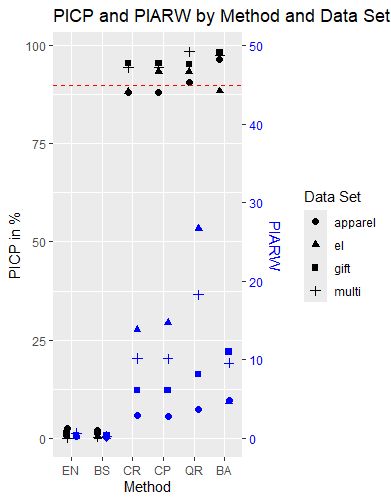 PICP and PIARW by Method and Data Set
100
75
50
25
0
PICP in %
50
40
30
20
10
0
PIARW
EN BS CR CP QR BA
Method
Data Set
apparel
el
gift
multi